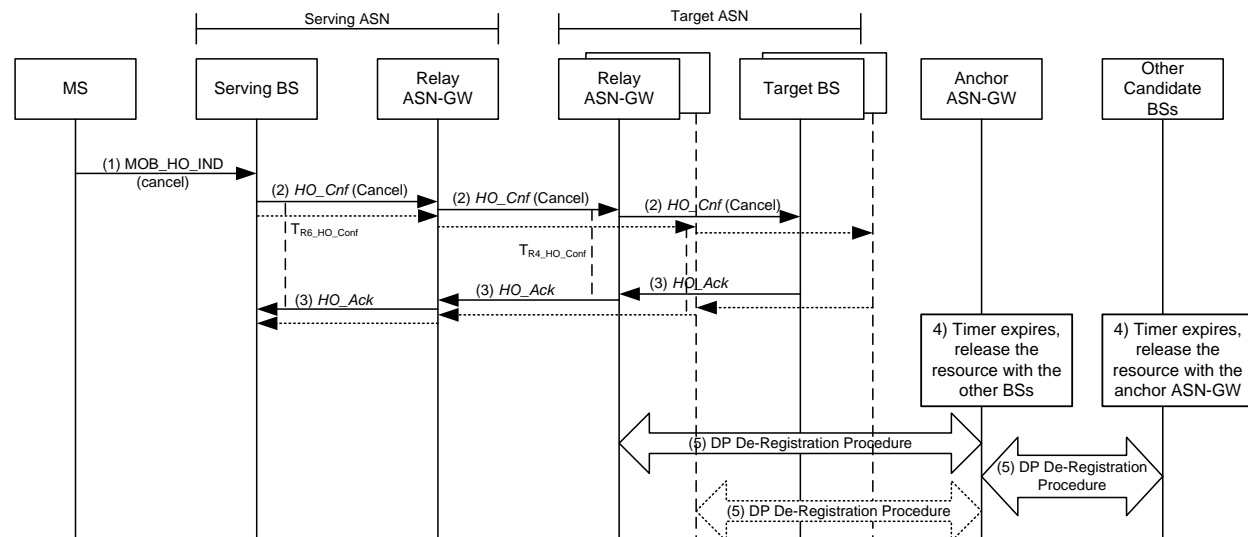 Serving ASN
Target ASN
MS
Serving BS
Relay
ASN-GW
Relay
ASN-GW
Target BS
Anchor
ASN-GW
Other
Candidate
BSs
(1) MOB_HO_IND
(cancel)
(2) HO_Cnf (Cancel)
(2) HO_Cnf (Cancel)
(2) HO_Cnf (Cancel)
TR6_HO_Conf
TR4_HO_Conf
(3) HO_Ack
(3) HO_Ack
(3) HO_Ack
4) Timer expires,
release the
resource with the
other BSs
4) Timer expires,
release the
resource with the
anchor ASN-GW
(5) DP De-Registration Procedure
(5) DP De-Registration
Procedure
(5) DP De-Registration Procedure